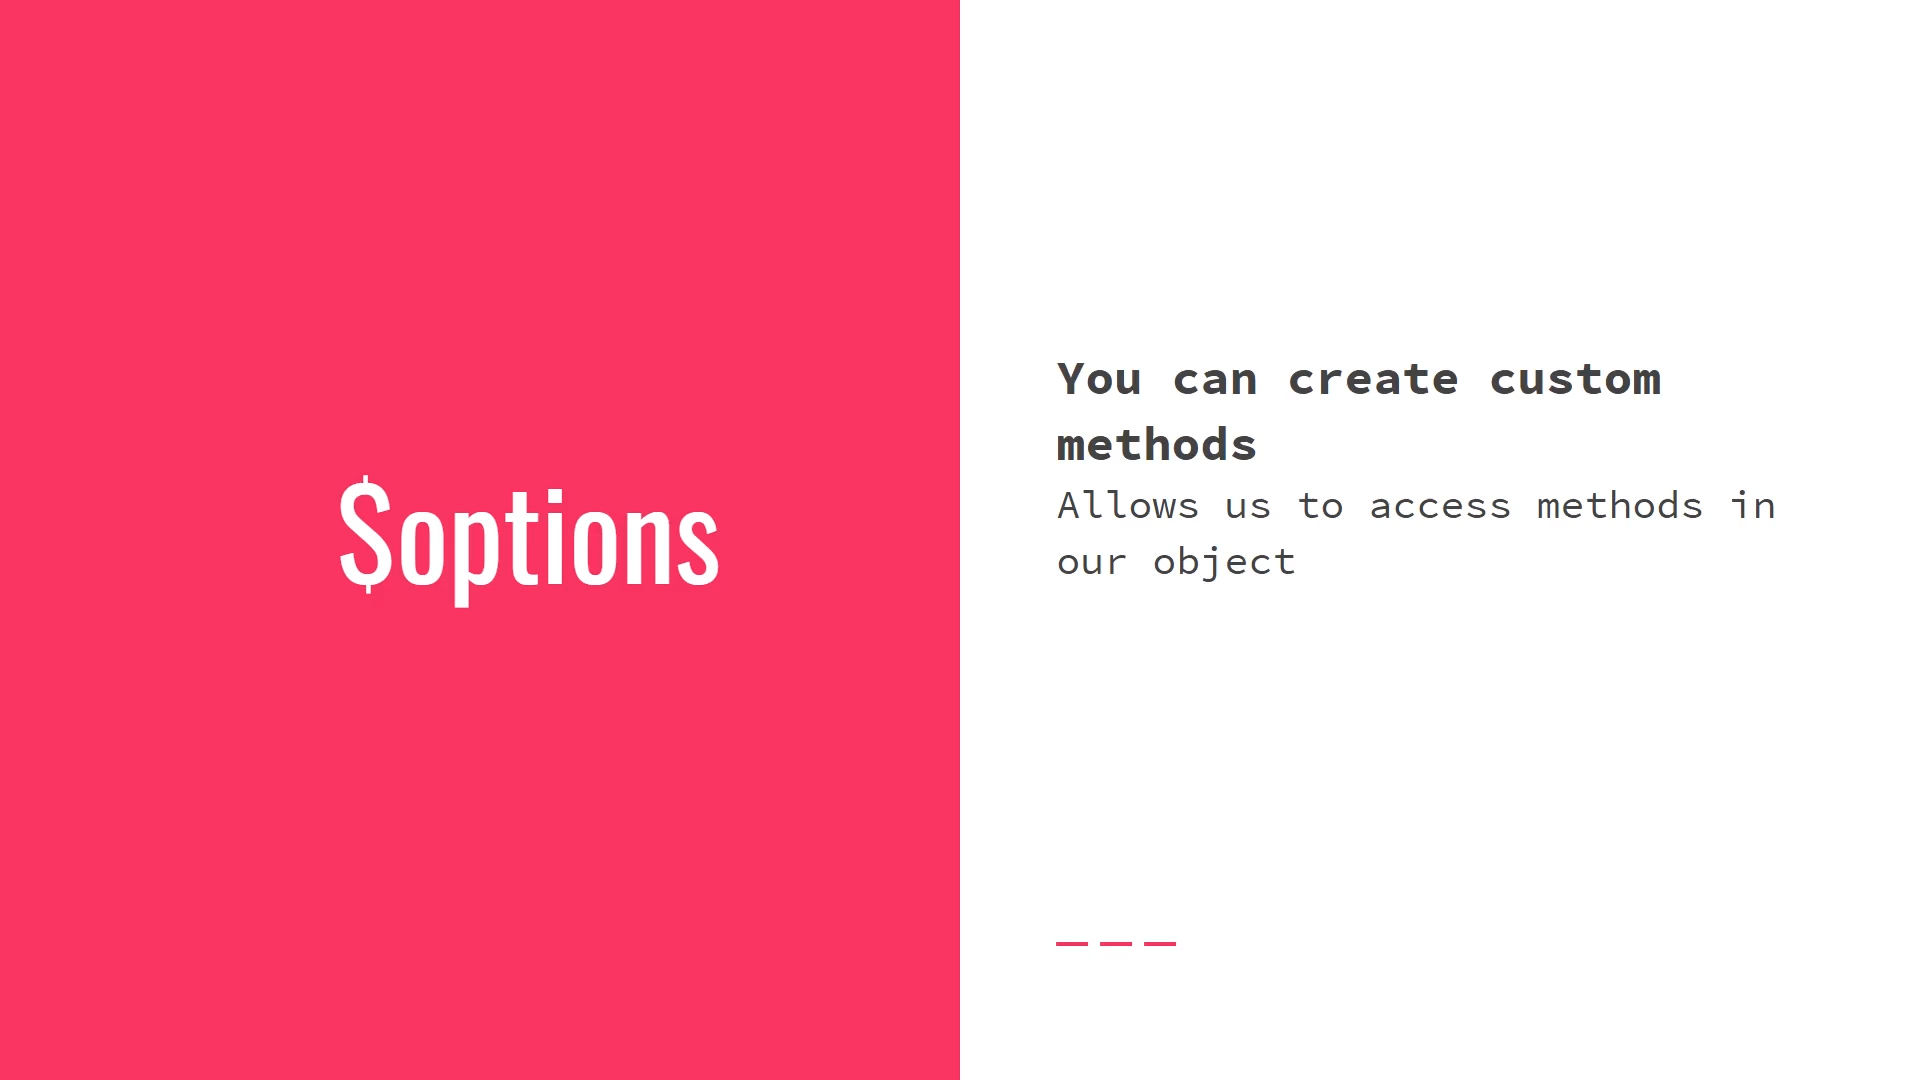 $options
You can create custom
methods
Allows us to access methods in
our object